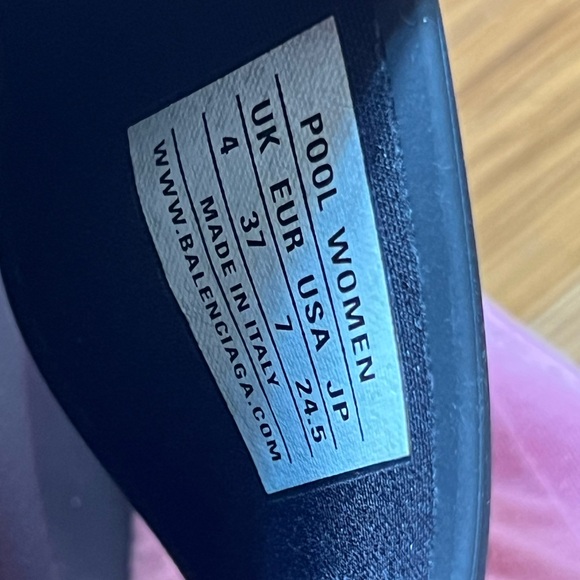 POOL WOMEN
UK EUR USA JP
4 37 7 24.5
MADE IN ITALY
WWW.BALENCIAGA.COM